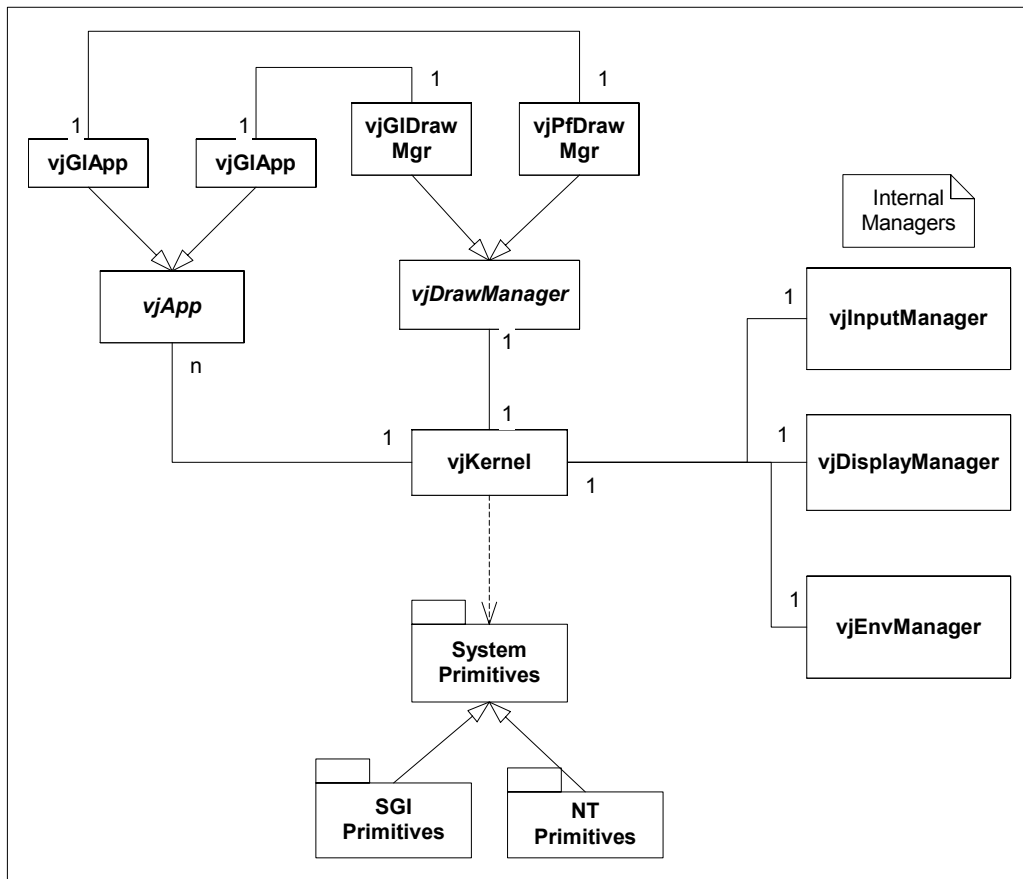 1
1
1
1
vjGlApp
vjGlApp
vjGlDraw
Mgr
vjPfDraw
Mgr
Internal
Managers
vjApp
vjDrawManager
1
vjInputManager
n
1
1
1
vjKernel
1
1
vjDisplayManager
1
vjEnvManager
System
Primitives
SGI
Primitives
NT
Primitives